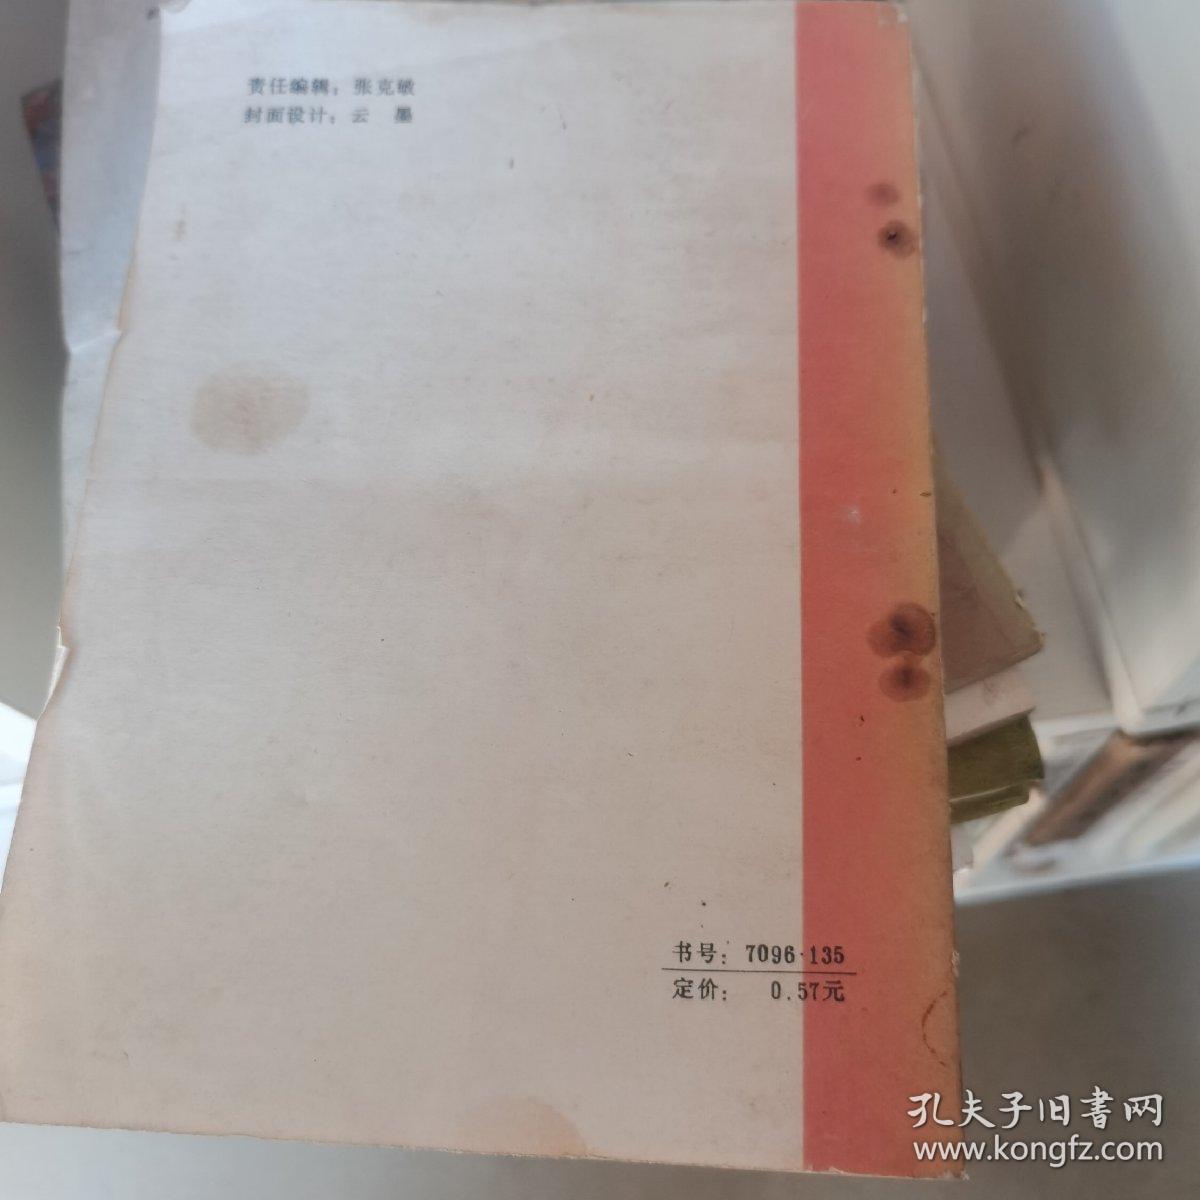 责任编辑：张克敏
封面设计：云 墨
书号：7096·135
定价： 0.57元
孔夫子旧书网
www.kongfz.com